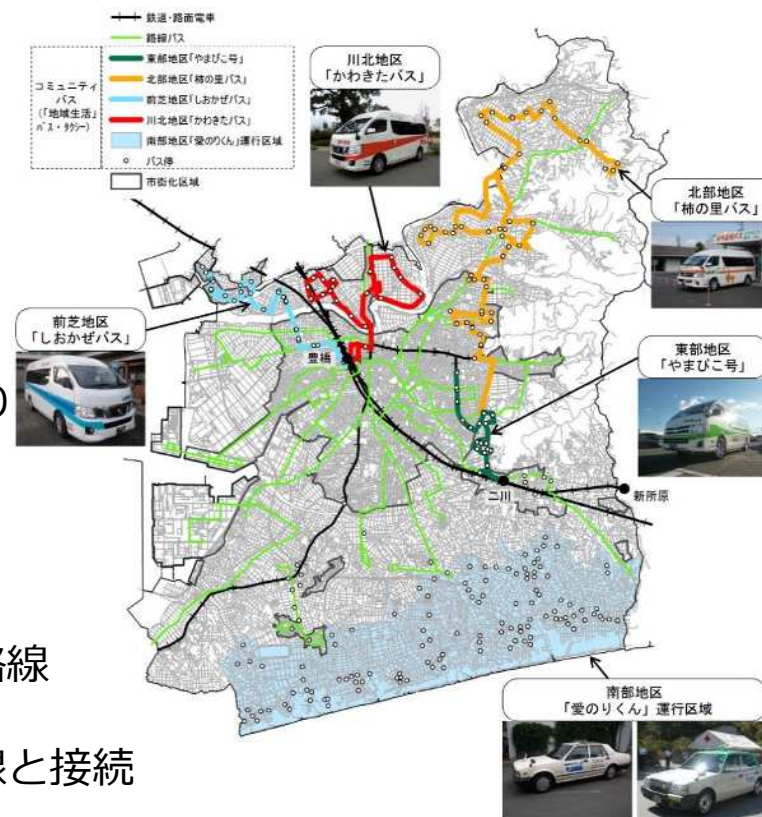 鉄道・路面電車
路線バス
コミュニティ
バス
(「地域生活」
バス・タクシー)
東部地区「やまびこ号」
北部地区「柿の里バス」
前芝地区「しおかぜバス」
川北地区「かわきたバス」
南部地区「愛のりくん」運行区域
バス停
市街化区域
川北地区
「かわきたバス」
北部地区
「柿の里バス」
前芝地区
「しおかぜバス」
豊橋
東部地区
「やまびこ号」
二川
新所原
路線
線と接続
南部地区
「愛のりくん」運行区域